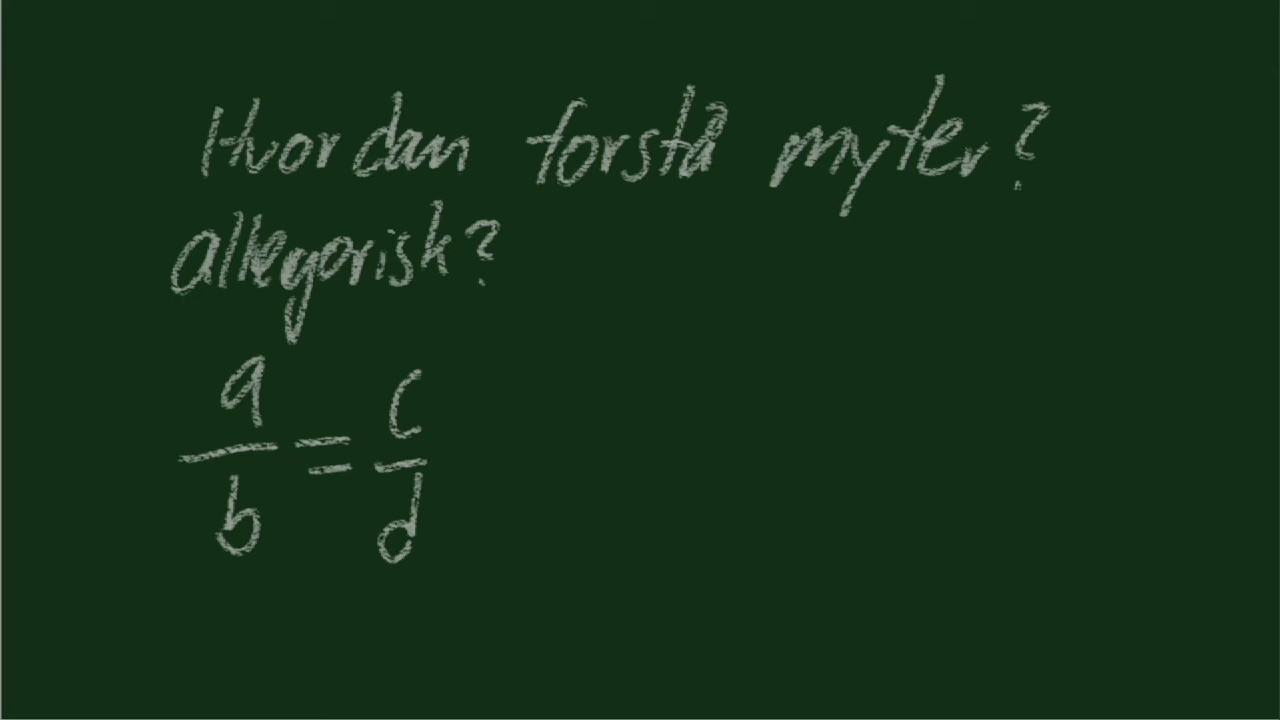 Hvordan forstå myter?
allegorisk?
a/b = c/d